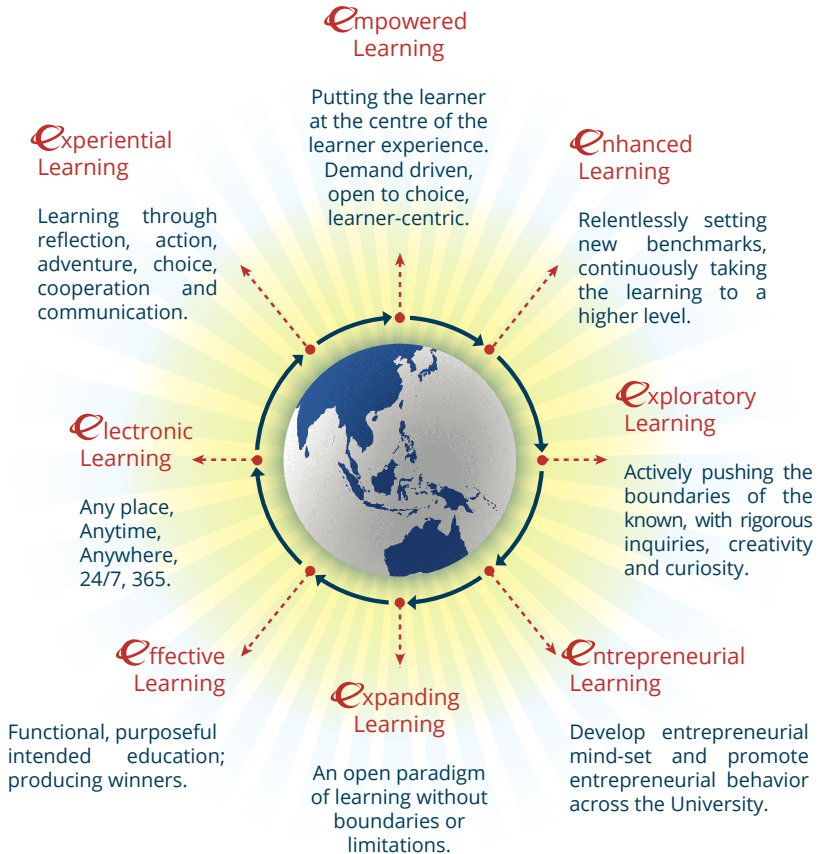 empowered
Learning
Putting the learner
at the centre of the
learner experience.
Demand driven,
open to choice,
learner-centric.
enhanced
Learning
Relentlessly setting
new benchmarks,
continuously taking
the learning to a
higher level.
exploratory
Learning
Actively pushing the
boundaries of the
known, with rigorous
inquiries, creativity
and curiosity.
entrepreneurial
Learning
Develop entrepreneurial
mind-set and promote
entrepreneurial behavior
across the University.
expanding
Learning
An open paradigm
of learning without
boundaries or
limitations.
effective
Learning
Functional, purposeful
intended education;
producing winners.
electronic
Learning
Any place,
Anytime,
Anywhere,
24/7, 365.
experiential
Learning
Learning through
reflection, action,
adventure, choice,
cooperation and
communication.